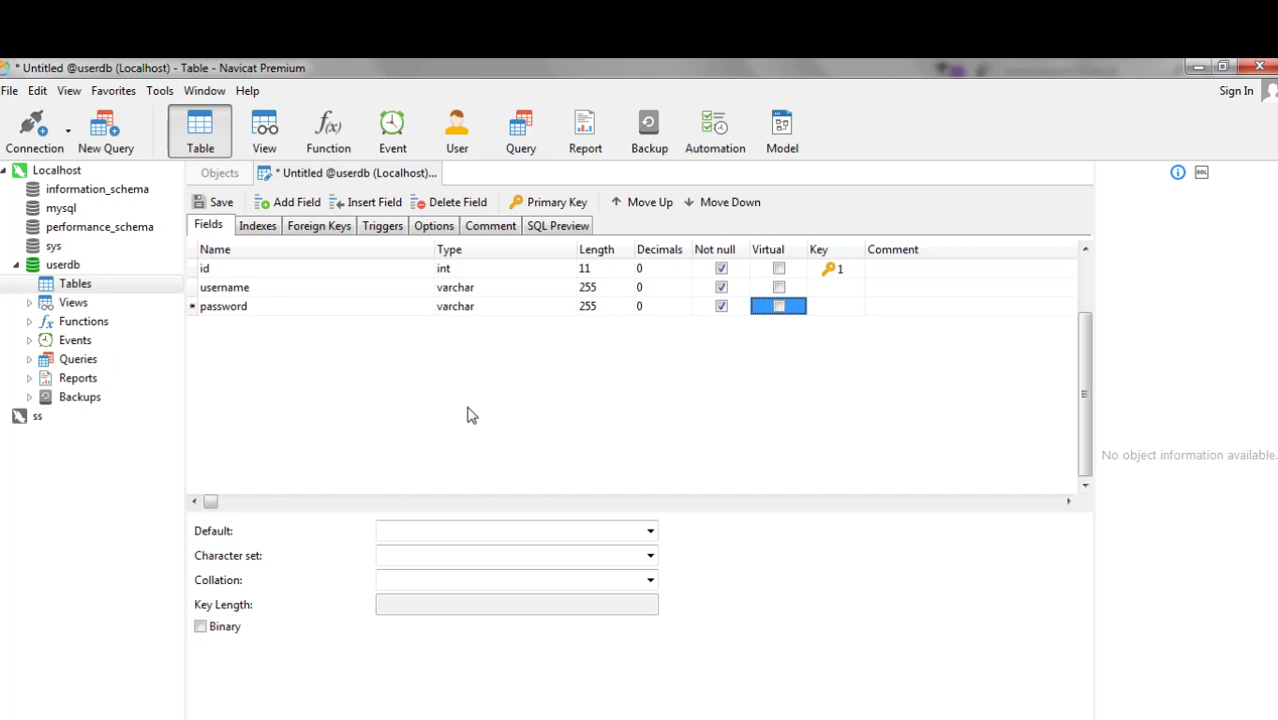 * Untitled @userdb (Localhost) - Table - Navicat Premium
File Edit View Favorites Tools Window Help Sign In
Connection New Query Table View Function Event User Query Report Backup Automation Model
Localhost
information_schema
mysql
performance_schema
sys
userdb
Tables
Views
Functions
Events
Queries
Reports
Backups
ss
Objects * Untitled @userdb (Localhost)...
Save Add Field Insert Field Delete Field Primary Key Move Up Move Down
Fields Indexes Foreign Keys Triggers Options Comment SQL Preview
Name Type Length Decimals Not null Virtual Key Comment
id int 11 0 1
username varchar 255 0
* password varchar 255 0
Default:
Character set:
Collation:
Key Length:
Binary
No object information available.